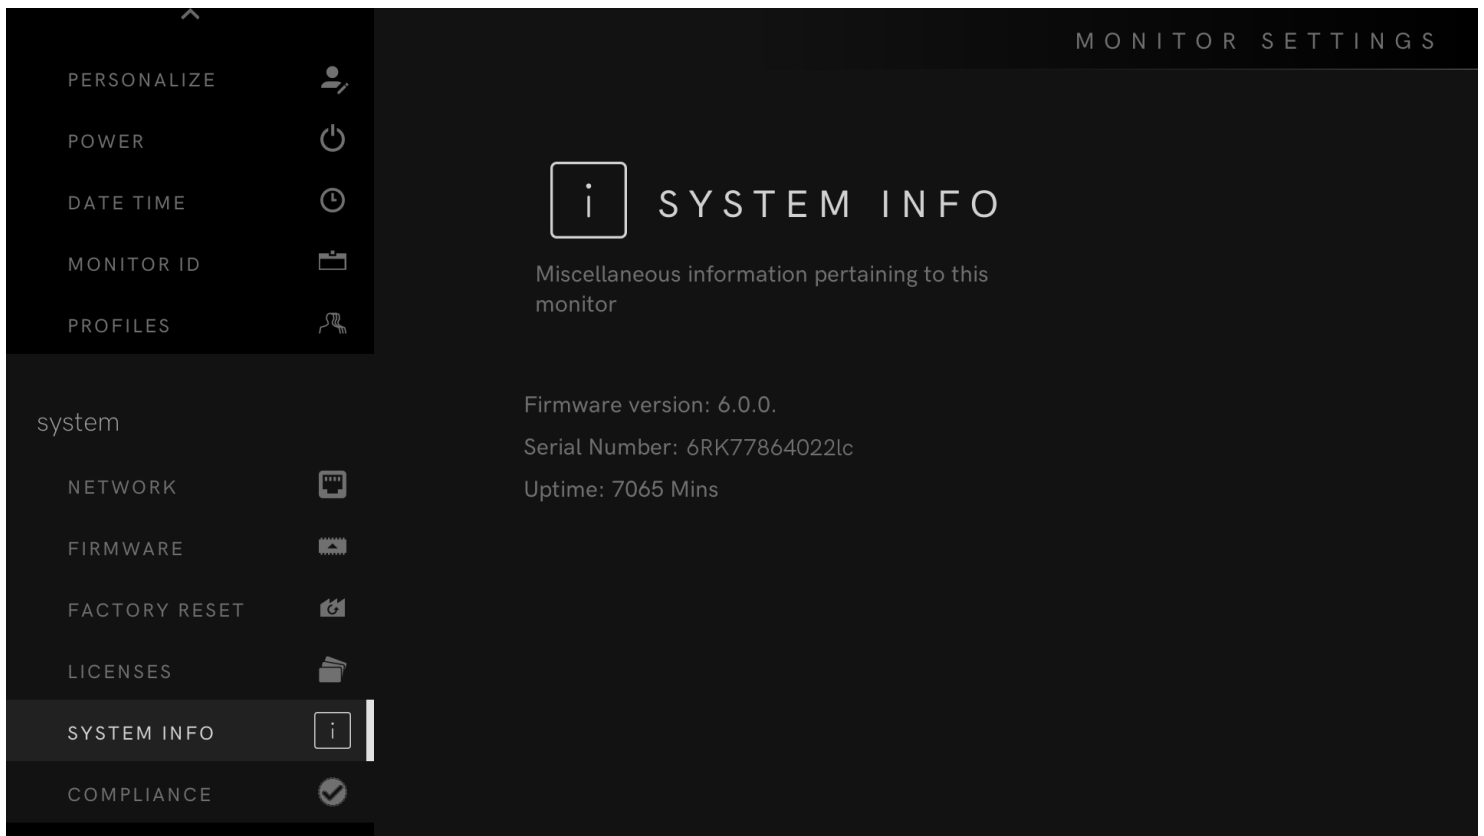 MONITOR SETTINGS
PERSONALIZE
POWER
DATE TIME
MONITOR ID
PROFILES
system
NETWORK
FIRMWARE
FACTORY RESET
LICENSES
SYSTEM INFO
COMPLIANCE
i SYSTEM INFO
Miscellaneous information pertaining to this
monitor
Firmware version: 6.0.0.
Serial Number: 6RK77864022lc
Uptime: 7065 Mins